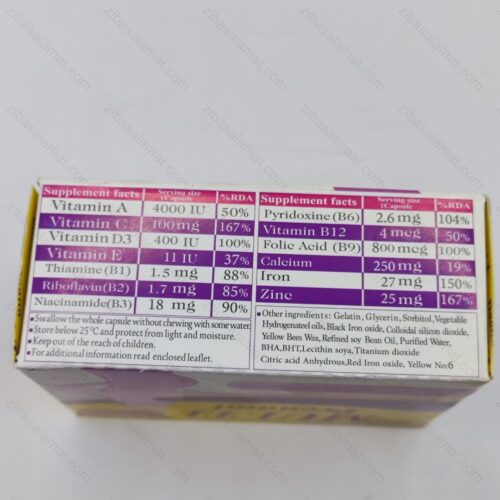 Supplement facts Serving size 1Capsule %RDA
Vitamin A 4000 IU 50%
Vitamin C 100 mg 167%
Vitamin D3 400 IU 100%
Vitamin E 11 IU 37%
Thiamine (B1) 1.5 mg 88%
Riboflavin(B2) 1.7 mg 85%
Niacinamide(B3) 18 mg 90%
Swallow the whole capsule without chewing with some water.
Store below 25°C and protect from light and moisture.
Keep out of the reach of children.
For additional information read enclosed leaflet.
Supplement facts Serving size 1Capsule %RDA
Pyridoxine (B6) 2.6 mg 104%
Vitamin B12 4 mcg 50%
Folic Acid (B9) 800 mcg 100%
Calcium 250 mg 19%
Iron 27 mg 150%
Zinc 25 mg 167%
Other ingredients: Gelatin, Glycerin, Sorbitol, Vegetable
Hydrogenated oils, Black Iron oxide, Colloidal silicon dioxide,
Yellow Bees Wax, Refined soy Bean Oil, Purified Water,
BHA,BHT,Lecithin soya, Titanium dioxide
Citric acid Anhydrous,Red Iron oxide, Yellow No:6
zibasalamat.com